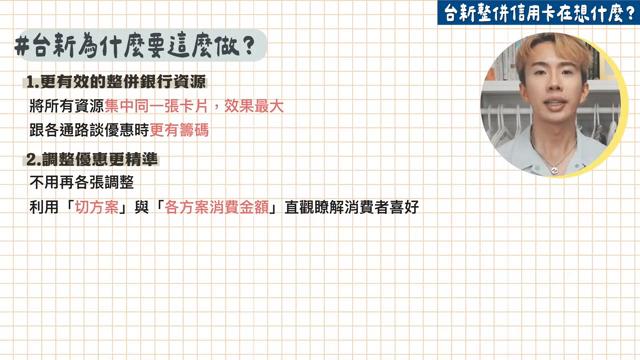 台新整併信用卡在想什麼？
#台新為什麼要這麼做？
1.更有效的整併銀行資源
將所有資源集中同一張卡片，效果最大
跟各通路談優惠時更有籌碼
2.調整優惠更精準
不用再各張調整
利用「切方案」與「各方案消費金額」直觀瞭解消費者喜好